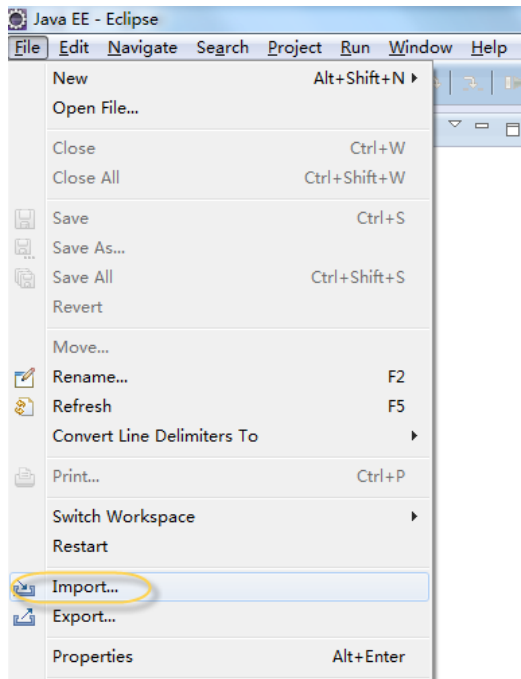 Java EE - Eclipse
File Edit Navigate Search Project Run Window Help
New Alt+Shift+N
Open File...
Close Ctrl+W
Close All Ctrl+Shift+W
Save Ctrl+S
Save As...
Save All Ctrl+Shift+S
Revert
Move...
Rename... F2
Refresh F5
Convert Line Delimiters To
Print... Ctrl+P
Switch Workspace
Restart
Import...
Export...
Properties Alt+Enter